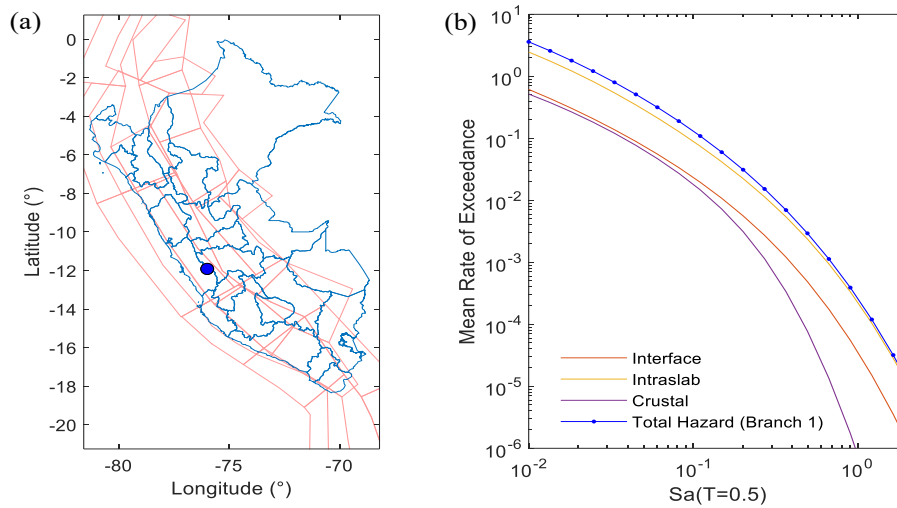 (a)
0
-2
-4
-6
-8
-10
-12
-14
-16
-18
-20
Latitude (°)
-80
-75
-70
Longitude (°)
(b)
10^1
10^0
10^-1
10^-2
10^-3
10^-4
10^-5
10^-6
Mean Rate of Exceedance
Interface
Intraslab
Crustal
Total Hazard (Branch 1)
10^-2
10^-1
10^0
Sa(T=0.5)